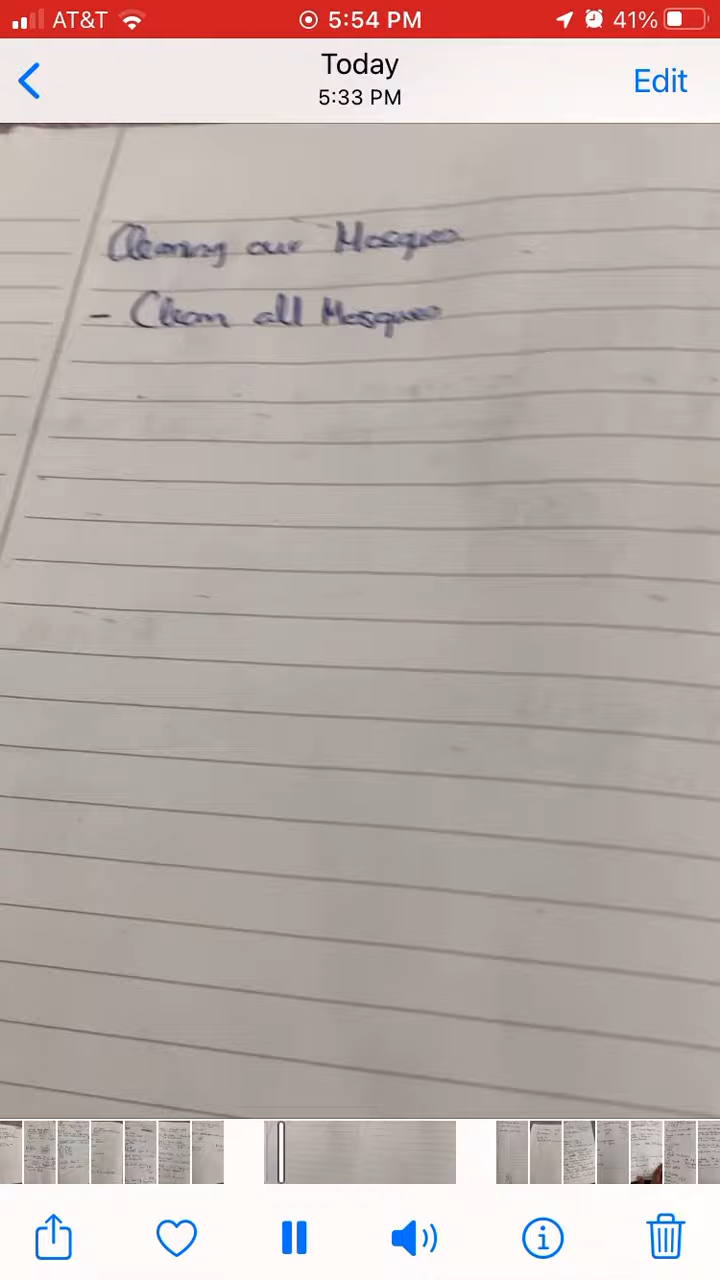 AT&T 5:54 PM 41%
Today
5:33 PM
Edit
Cleaning our Mosques
- Clean all Mosques